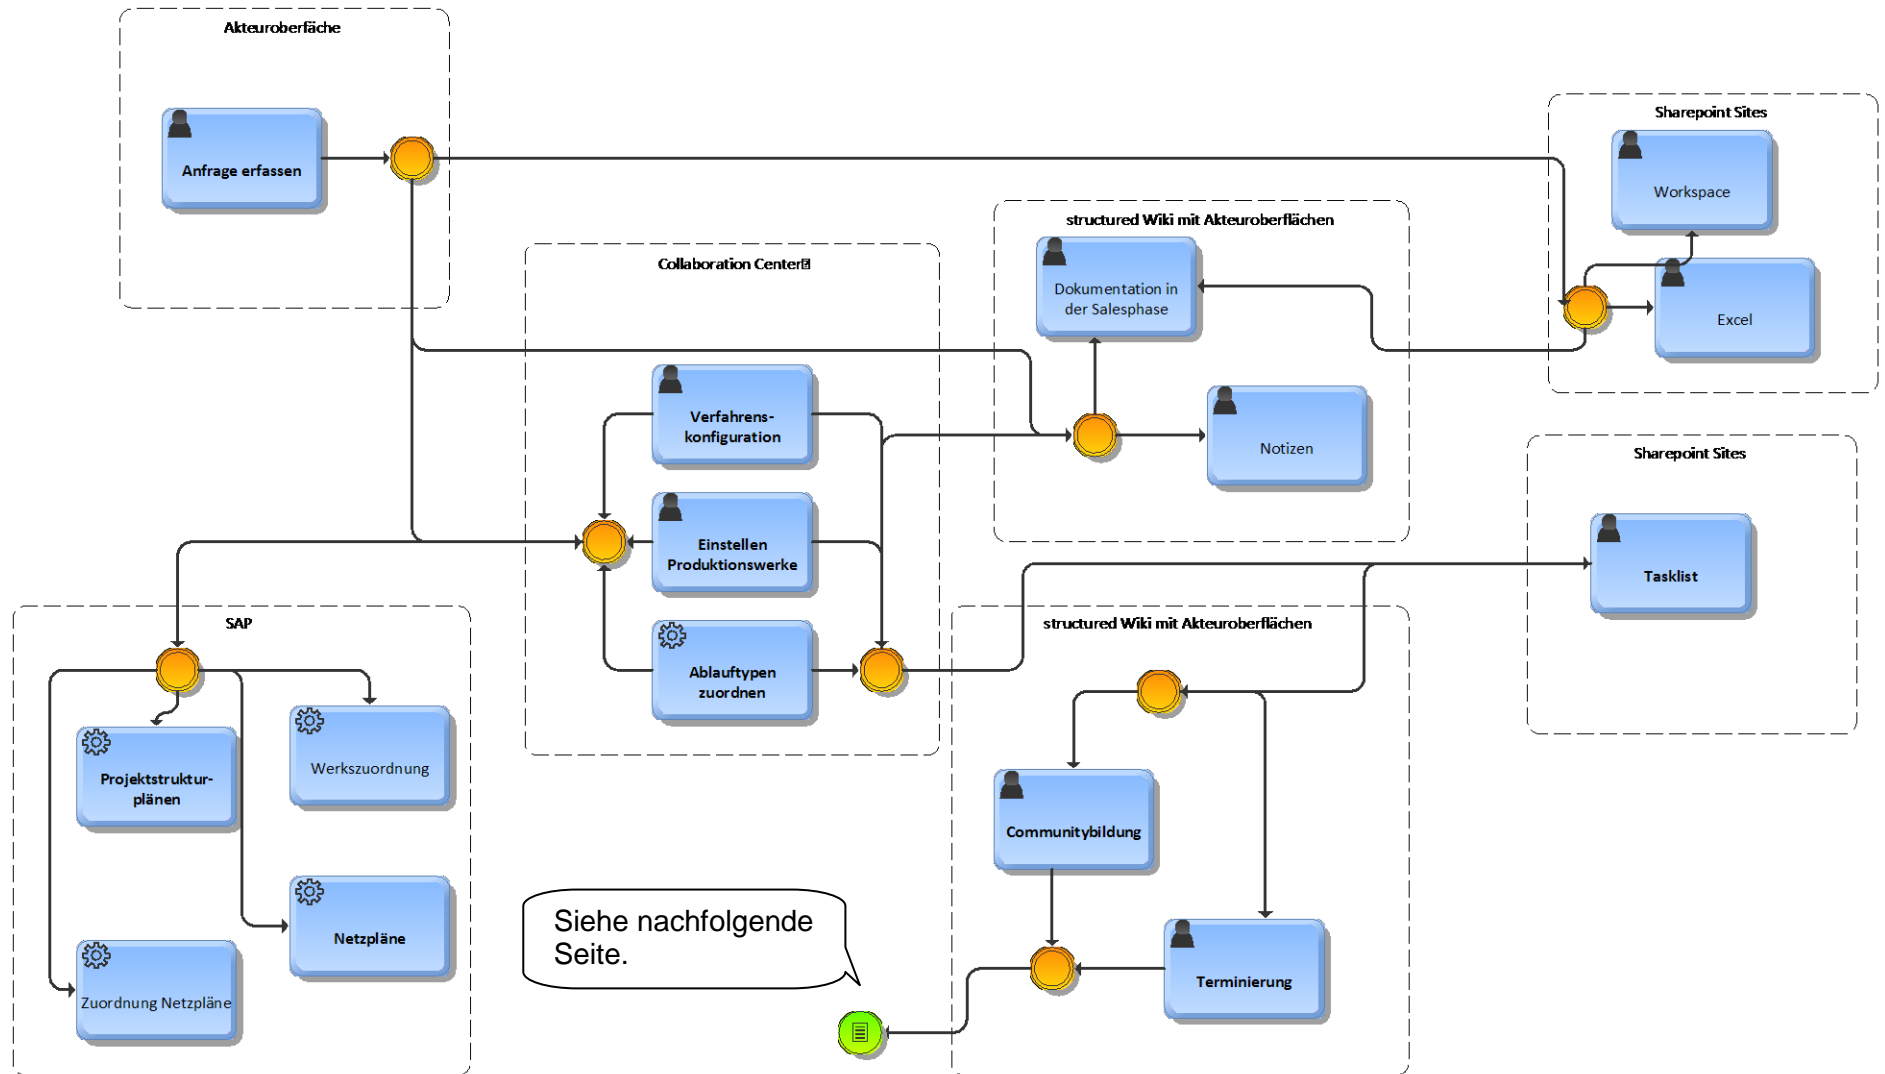 Akteuroberfäche
Anfrage erfassen
Sharepoint Sites
Workspace
Excel
structured Wiki mit Akteuroberflächen
Dokumentation in
der Salesphase
Notizen
Collaboration Center
Verfahrens-
konfiguration
Einstellen
Produktionswerke
Ablauftypen
zuordnen
Sharepoint Sites
Tasklist
SAP
Projektstruktur-
plänen
Werkszuordnung
Netzpläne
Zuordnung Netzpläne
structured Wiki mit Akteuroberflächen
Communitybildung
Terminierung
Siehe nachfolgende
Seite.